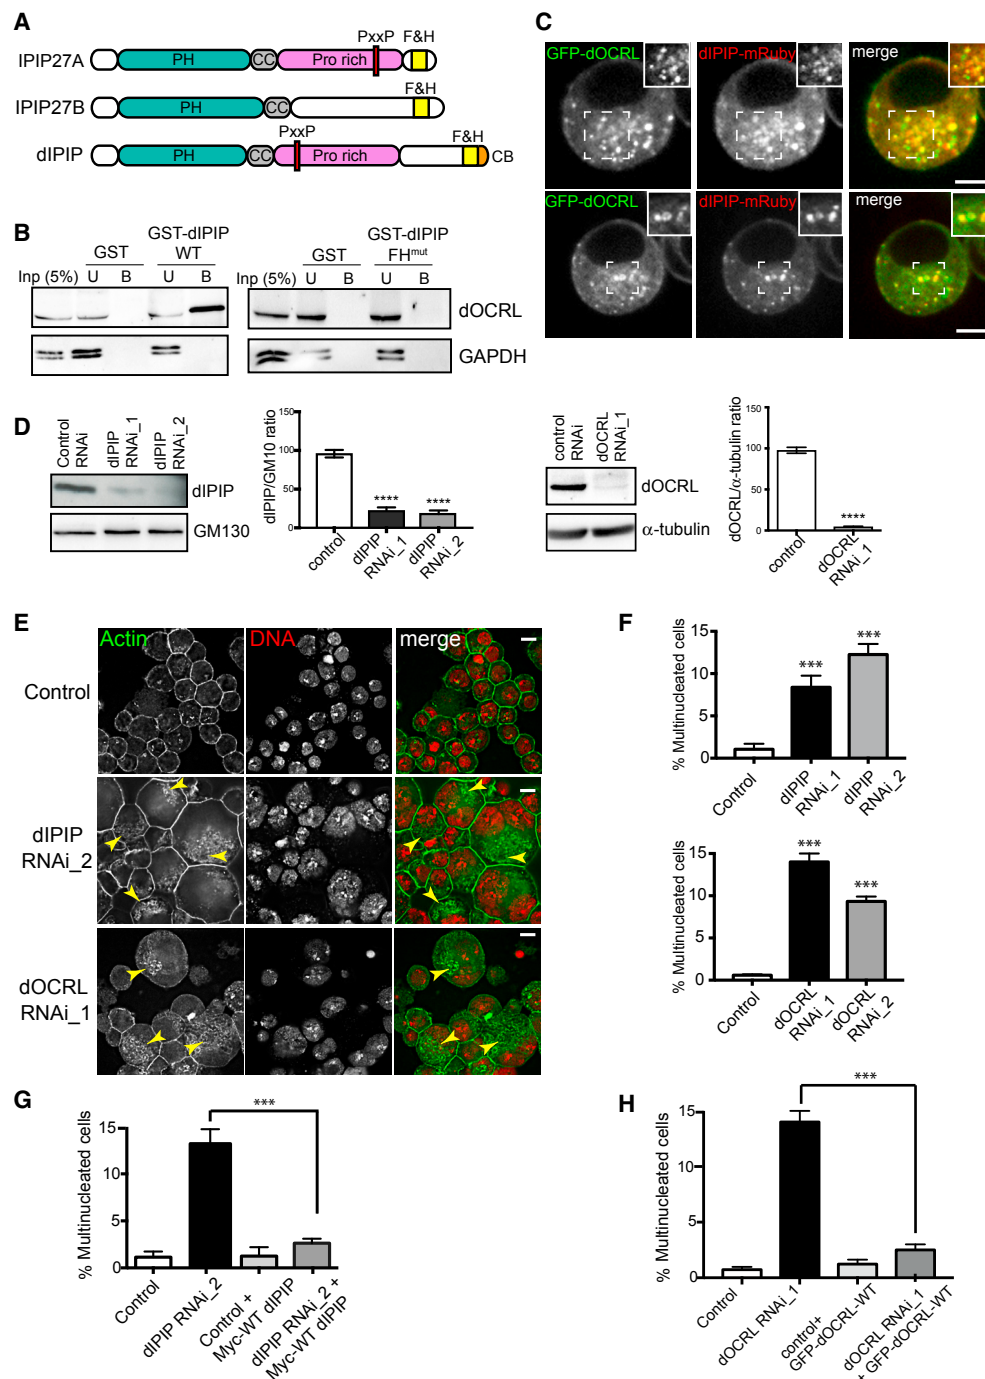 A
IPIP27A
PH
CC
Pro rich
PxxP
F&H
IPIP27B
PH
CC
F&H
dIPIP
PH
CC
PxxP
Pro rich
F&H
CB
B
GST
GST-dIPIP
WT
Inp (5%)
U
B
U
B
GST
GST-dIPIP
FHmut
Inp (5%)
U
B
U
B
dOCRL
GAPDH
C
GFP-dOCRL
dIPIP-mRuby
merge
GFP-dOCRL
dIPIP-mRuby
merge
D
Control
RNAi
dIPIP
RNAi_1
dIPIP
RNAi_2
dIPIP
GM130
dIPIP/GM10 ratio
150
100
50
0
****
****
control
dIPIP
RNAi_1
dIPIP
RNAi_2
control
RNAi
dOCRL
RNAi_1
dOCRL
α-tubulin
dOCRL/α-tubulin ratio
150
100
50
0
****
control
dOCRL
RNAi_1
E
Actin
DNA
merge
Control
dIPIP
RNAi_2
dOCRL
RNAi_1
F
% Multinucleated cells
15
10
5
0
***
***
Control
dIPIP
RNAi_1
dIPIP
RNAi_2
% Multinucleated cells
15
10
5
0
***
***
Control
dOCRL
RNAi_1
dOCRL
RNAi_2
G
% Multinucleated cells
15
10
5
0
***
Control
dIPIP RNAi_2
Control +
Myc-WT dIPIP
dIPIP RNAi_2 +
Myc-WT dIPIP
H
% Multinucleated cells
15
10
5
0
***
Control
dOCRL RNAi_1
control+
GFP-dOCRL-WT
dOCRL RNAi_1
+ GFP-dOCRL-WT